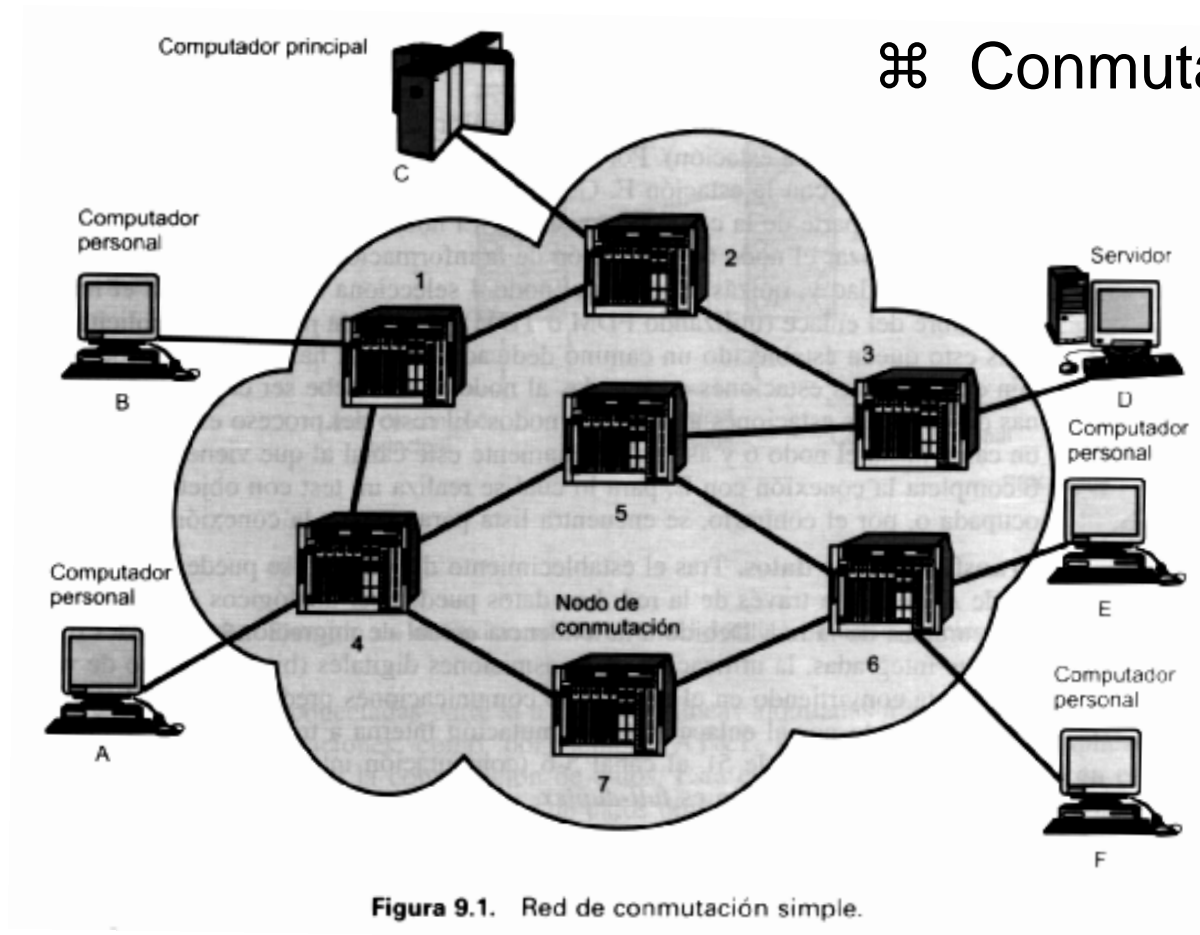 Computador principal
⌘ Conmuta
C
Computador
personal
B
1
2
Servidor
D
3
Computador
personal
E
5
Computador
personal
A
4
Nodo de
conmutación
6
Computador
personal
F
7
Figura 9.1. Red de conmutación simple.